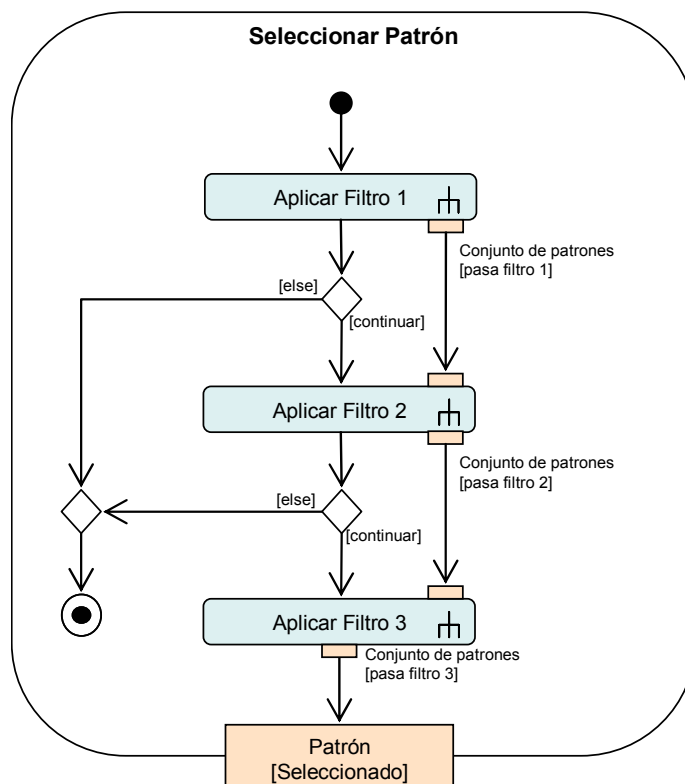 Seleccionar Patrón
Aplicar Filtro 1
Conjunto de patrones
[pasa filtro 1]
[else]
[continuar]
Aplicar Filtro 2
Conjunto de patrones
[pasa filtro 2]
[else]
[continuar]
Aplicar Filtro 3
Conjunto de patrones
[pasa filtro 3]
Patrón
[Seleccionado]